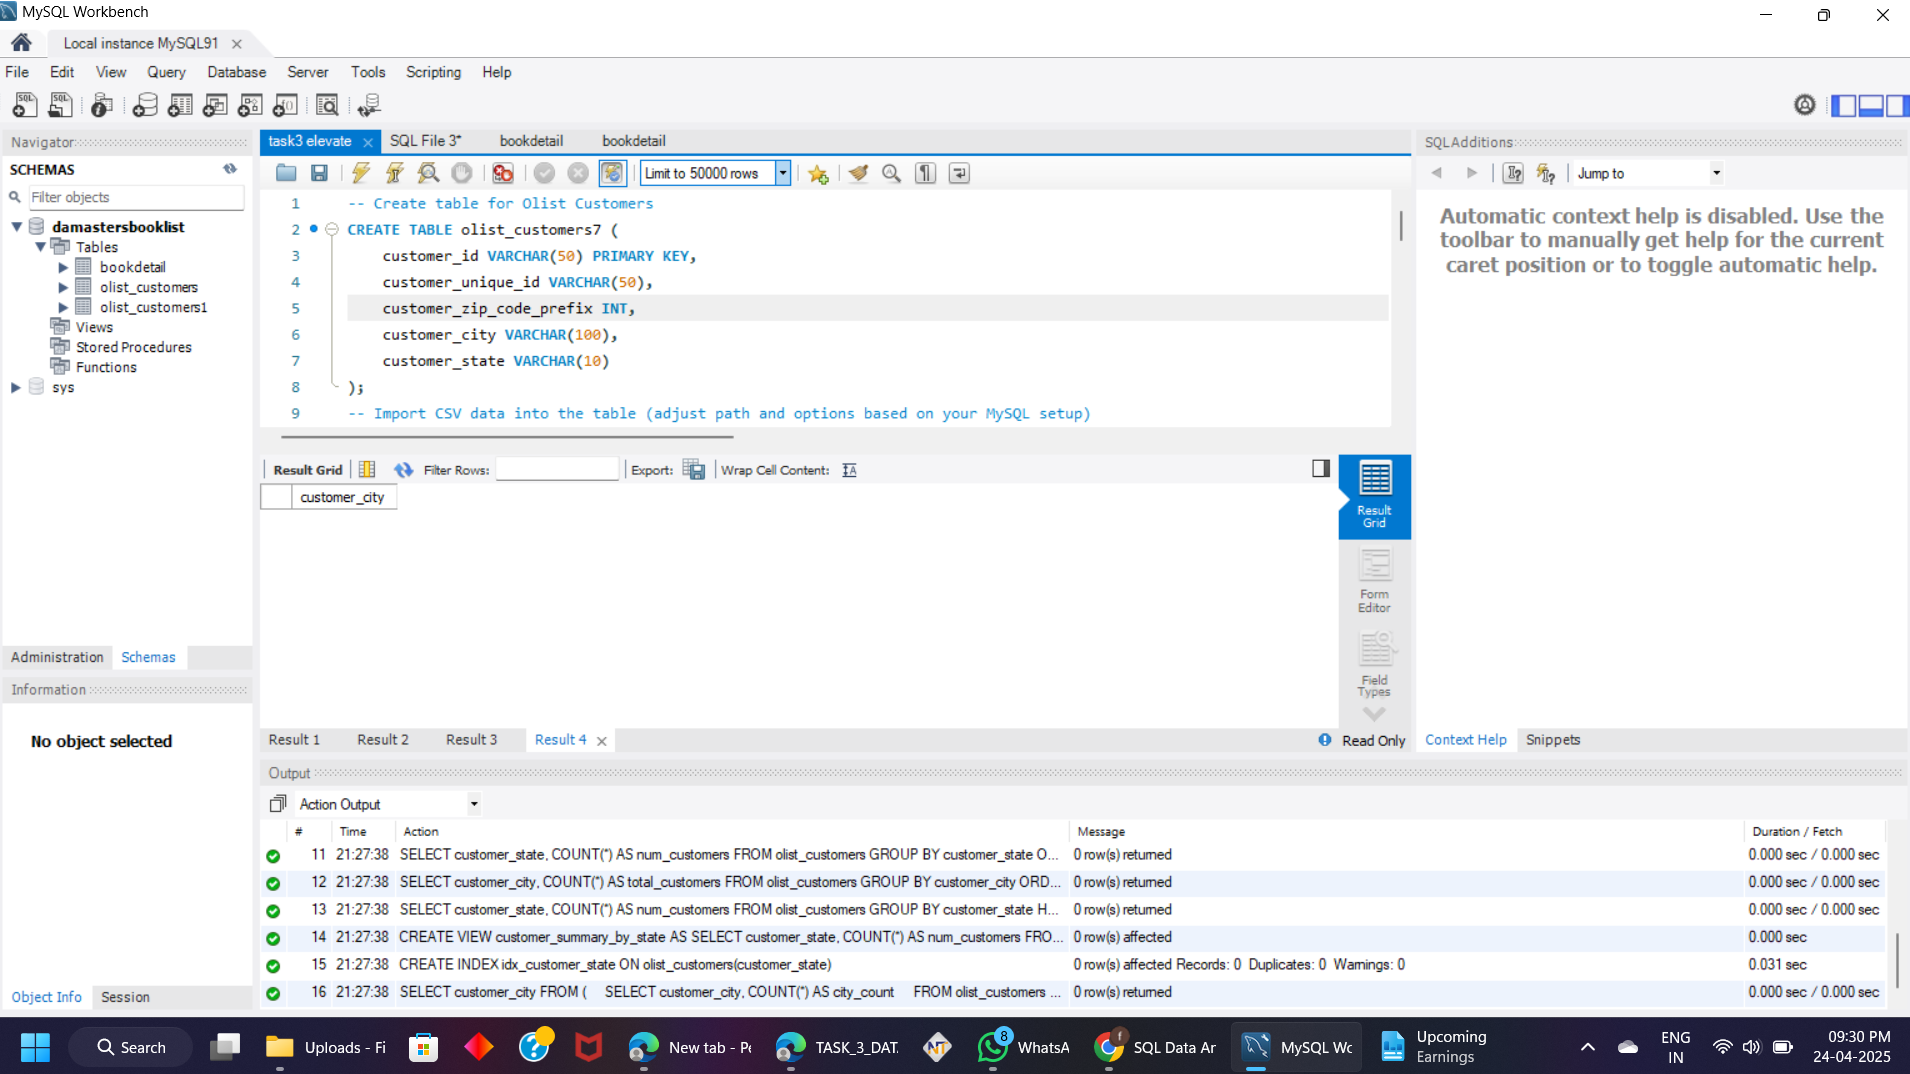 MySQL Workbench
Local instance MySQL91
File Edit View Query Database Server Tools Scripting Help
Navigator
SCHEMAS
Filter objects
damastersbooklist
Tables
bookdetail
olist_customers
olist_customers1
Views
Stored Procedures
Functions
sys
Administration Schemas
Information
No object selected
Object Info Session
task3 elevate SQL File 3* bookdetail bookdetail
Limit to 50000 rows
1 -- Create table for Olist Customers
2 CREATE TABLE olist_customers7 (
3 customer_id VARCHAR(50) PRIMARY KEY,
4 customer_unique_id VARCHAR(50),
5 customer_zip_code_prefix INT,
6 customer_city VARCHAR(100),
7 customer_state VARCHAR(10)
8 );
9 -- Import CSV data into the table (adjust path and options based on your MySQL setup)
Result Grid Filter Rows: Export: Wrap Cell Content:
customer_city
Result Grid
Form Editor
Field Types
Result 1 Result 2 Result 3 Result 4 Read Only
SQLAdditions
Jump to
Automatic context help is disabled. Use the
toolbar to manually get help for the current
caret position or to toggle automatic help.
Context Help Snippets
Output
Action Output
# Time Action Message Duration / Fetch
11 21:27:38 SELECT customer_state, COUNT(*) AS num_customers FROM olist_customers GROUP BY customer_state O... 0 row(s) returned 0.000 sec / 0.000 sec
12 21:27:38 SELECT customer_city, COUNT(*) AS total_customers FROM olist_customers GROUP BY customer_city ORD... 0 row(s) returned 0.000 sec / 0.000 sec
13 21:27:38 SELECT customer_state, COUNT(*) AS num_customers FROM olist_customers GROUP BY customer_state H... 0 row(s) returned 0.000 sec / 0.000 sec
14 21:27:38 CREATE VIEW customer_summary_by_state AS SELECT customer_state, COUNT(*) AS num_customers FRO... 0 row(s) affected 0.000 sec
15 21:27:38 CREATE INDEX idx_customer_state ON olist_customers(customer_state) 0 row(s) affected Records: 0 Duplicates: 0 Warnings: 0 0.031 sec
16 21:27:38 SELECT customer_city FROM ( SELECT customer_city, COUNT(*) AS city_count FROM olist_customers ... 0 row(s) returned 0.000 sec / 0.000 sec
Search Uploads - Fi New tab - Pe TASK_3_DAT. 8 WhatsA SQL Data Ar MySQL Wc Upcoming Earnings ENG IN 09:30 PM 24-04-2025